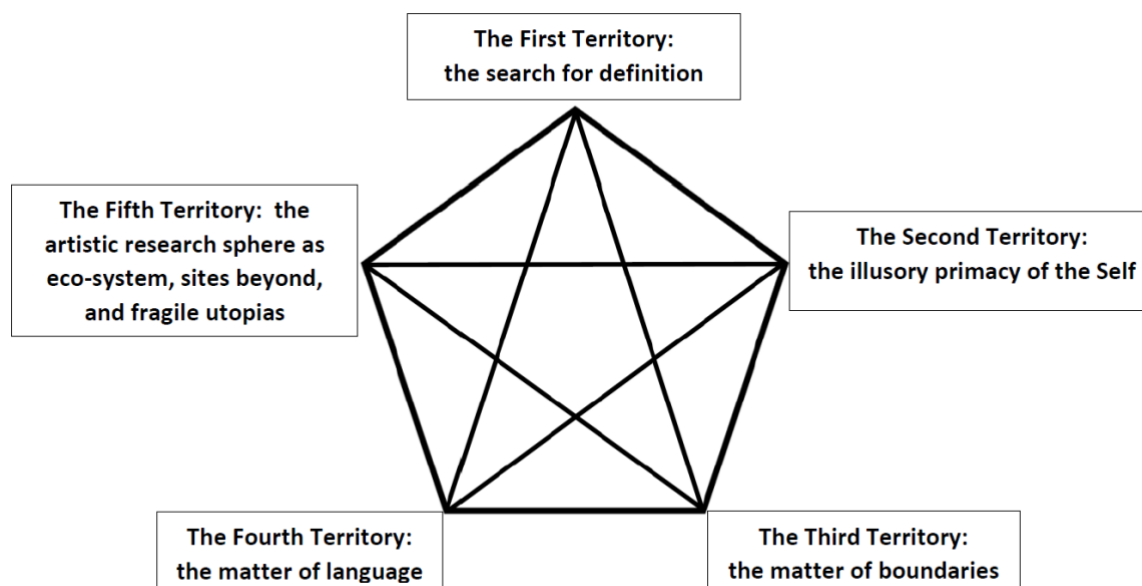 The First Territory:
the search for definition
The Fifth Territory:  the
artistic research sphere as
eco-system, sites beyond,
and fragile utopias
The Second Territory:
the illusory primacy of the Self
The Fourth Territory:
the matter of language
The Third Territory:
the matter of boundaries